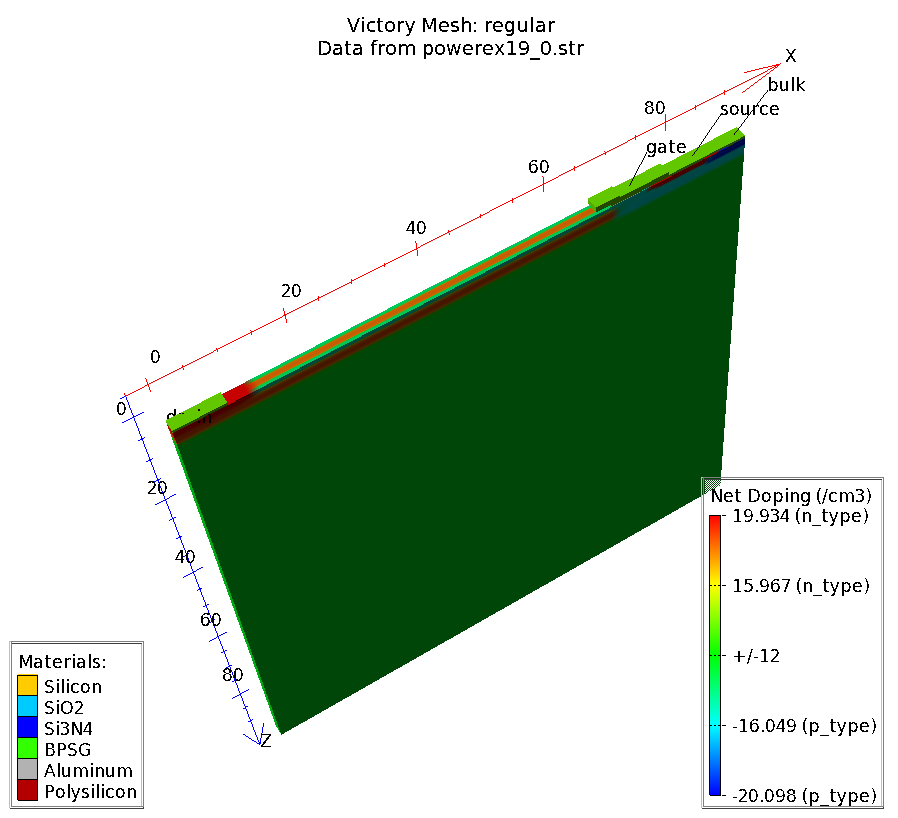 Victory Mesh: regular
Data from powerex19_0.str
X
bulk
80
source
gate
60
40
20
0
0
20
40
60
80
Z
Net Doping (/cm3)
19.934 (n_type)
15.967 (n_type)
+/-12
-16.049 (p_type)
-20.098 (p_type)
Materials:
Silicon
SiO2
Si3N4
BPSG
Aluminum
Polysilicon